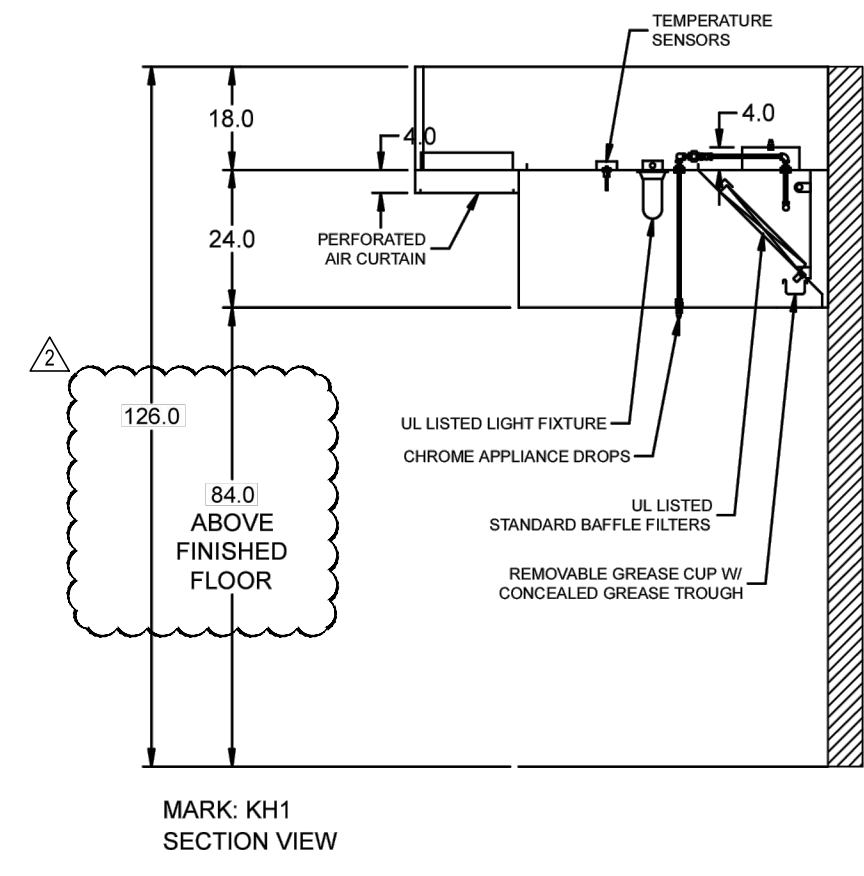 TEMPERATURE
SENSORS
18.0
4.0
4.0
24.0
PERFORATED
AIR CURTAIN
2
126.0
84.0
ABOVE
FINISHED
FLOOR
UL LISTED LIGHT FIXTURE
CHROME APPLIANCE DROPS
UL LISTED
STANDARD BAFFLE FILTERS
REMOVABLE GREASE CUP W/
CONCEALED GREASE TROUGH
MARK: KH1
SECTION VIEW